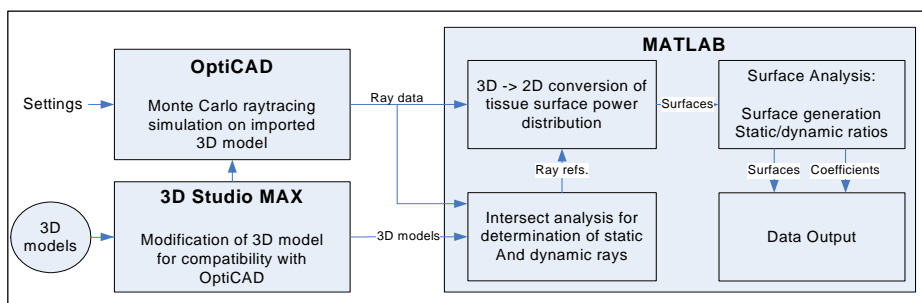 MATLAB
OptiCAD
Monte Carlo raytracing
simulation on imported
3D model
Settings
Ray data
3D -> 2D conversion of
tissue surface power
distribution
Surfaces
Surface Analysis:
Surface generation
Static/dynamic ratios
Ray refs.
Surfaces
Coefficients
3D
models
3D Studio MAX
Modification of 3D model
for compatibility with
OptiCAD
3D models
Intersect analysis for
determination of static
And dynamic rays
Data Output